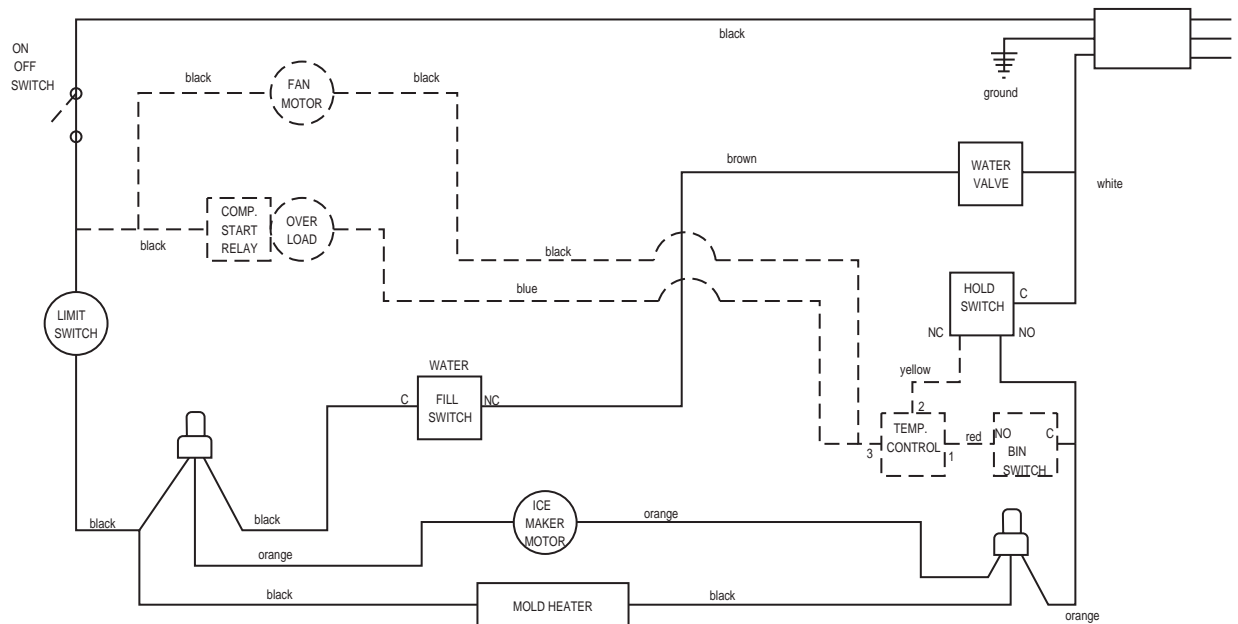 black
ON
OFF
SWITCH
ground
black
FAN
MOTOR
black
brown
WATER
VALVE
white
COMP.
START
RELAY
OVER
LOAD
black
black
blue
HOLD
SWITCH
C
NC
NO
LIMIT
SWITCH
WATER
C
FILL
SWITCH
NC
yellow
2
TEMP.
CONTROL
3
1
red
NO
C
BIN
SWITCH
black
black
ICE
MAKER
MOTOR
orange
orange
black
MOLD HEATER
black
orange